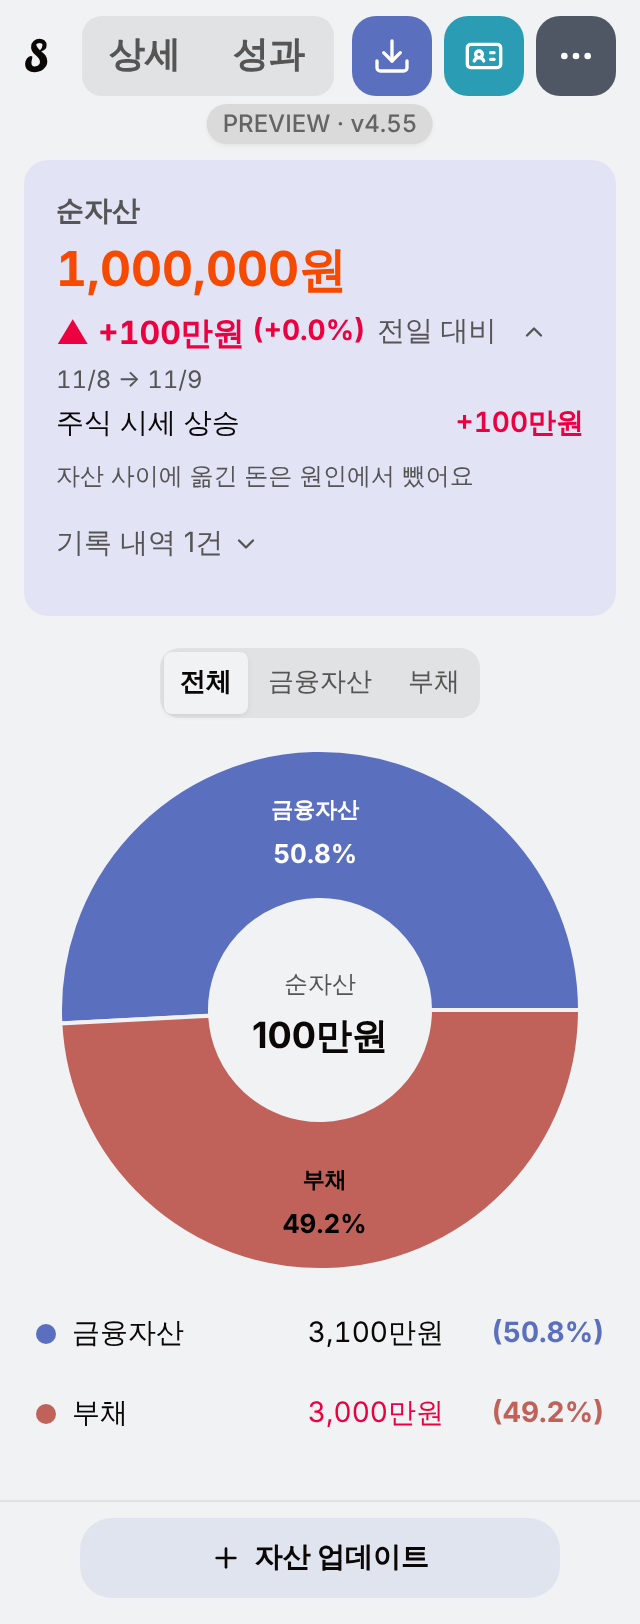 S
상세 성과
PREVIEW · v4.55
순자산
1,000,000원
▲ +100만원 (+0.0%) 전일 대비
11/8 → 11/9
주식 시세 상승 +100만원
자산 사이에 옮긴 돈은 원인에서 뺐어요
기록 내역 1건
전체 금융자산 부채
금융자산
50.8%
순자산
100만원
부채
49.2%
금융자산 3,100만원 (50.8%)
부채 3,000만원 (49.2%)
+ 자산 업데이트